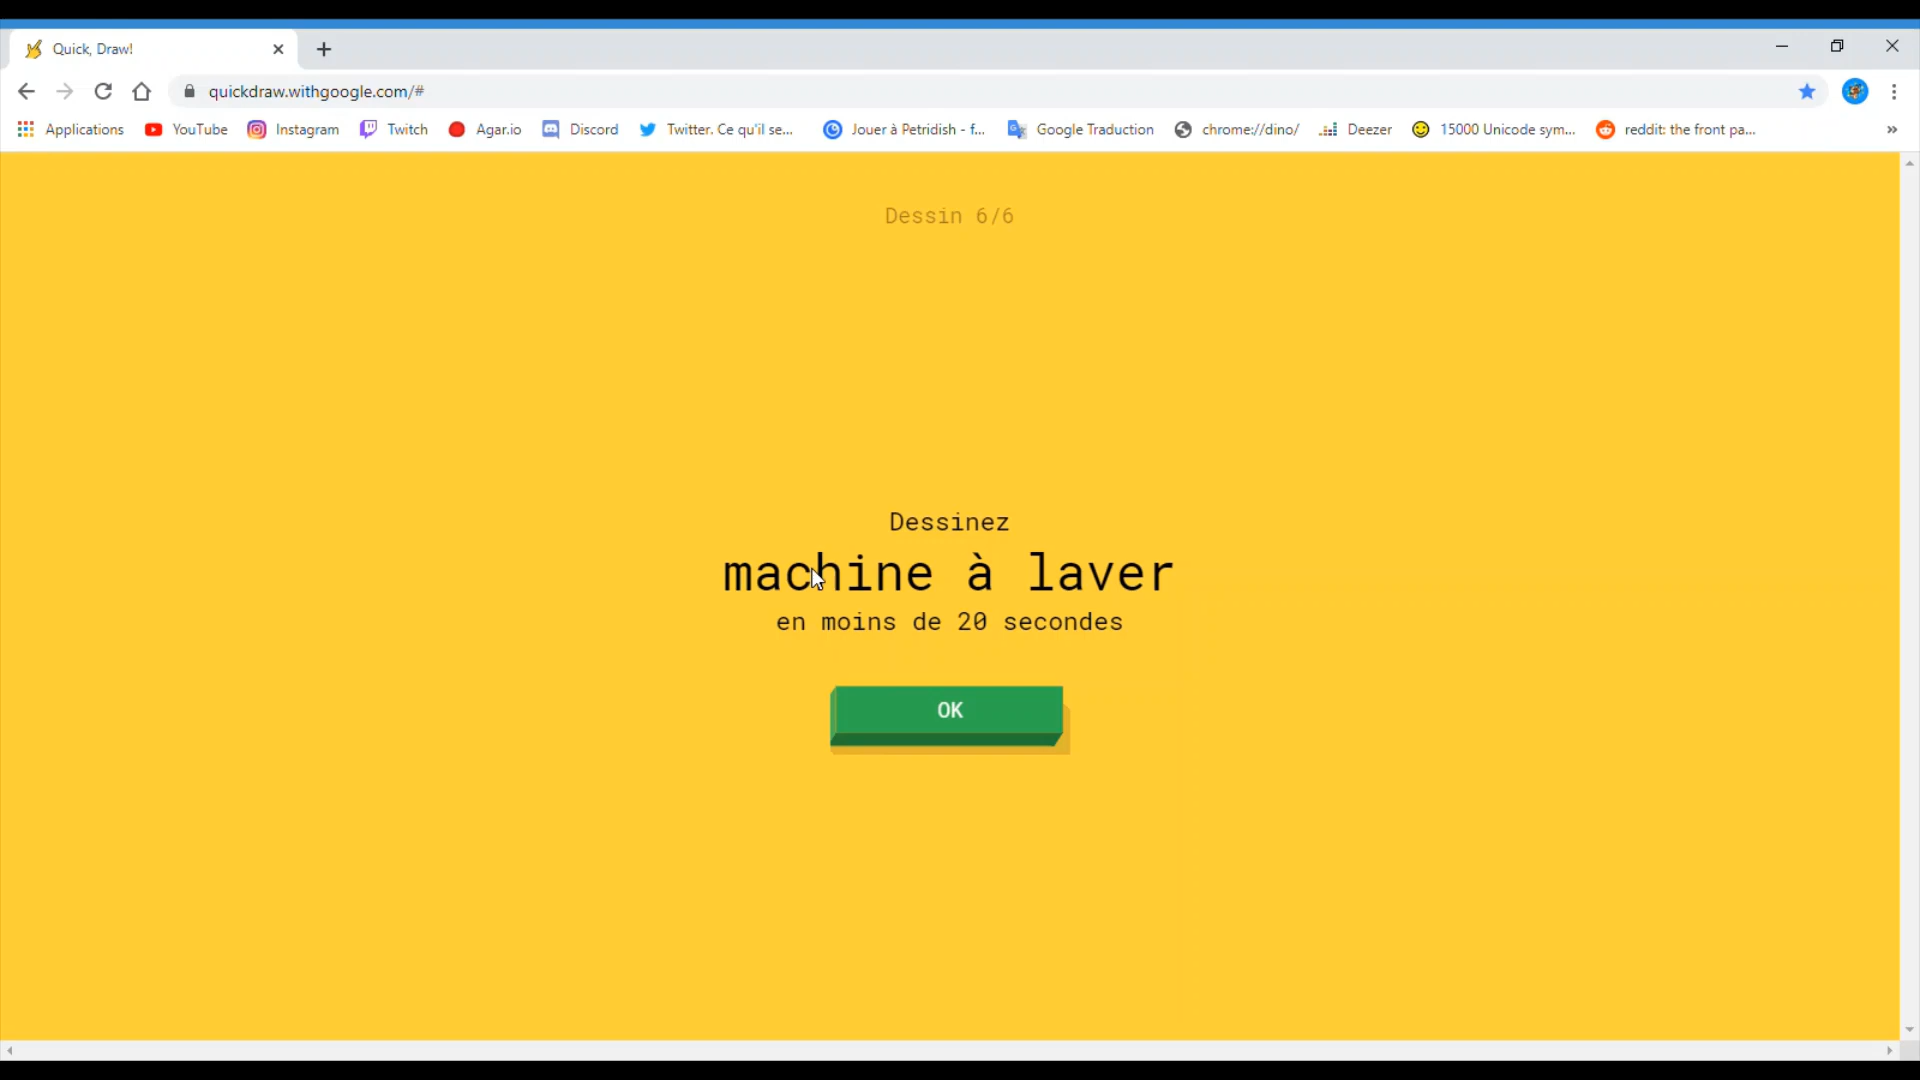 Quick, Draw!
quickdraw.withgoogle.com/#
Applications YouTube Instagram Twitch Agar.io Discord Twitter. Ce qu'il se... Jouer à Petridish - f... Google Traduction chrome://dino/ Deezer 15000 Unicode sym... reddit: the front pa...
Dessin 6/6
Dessinez
machine à laver
en moins de 20 secondes
OK